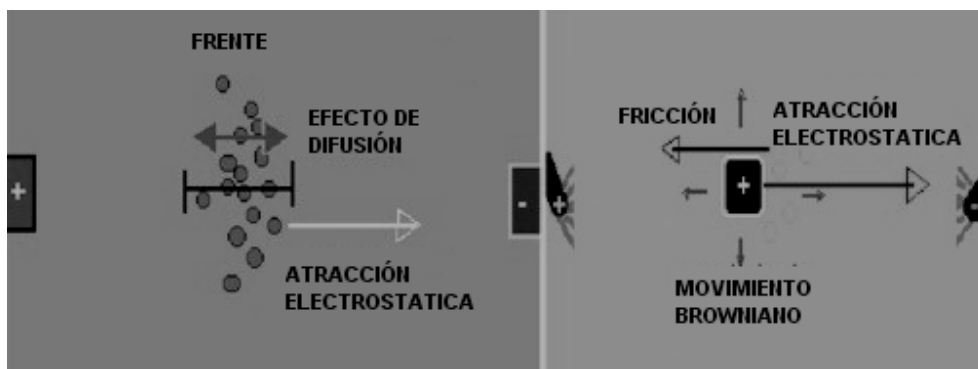 FRENTE
EFECTO DE
DIFUSIÓN
+
-
ATRACCIÓN
ELECTROSTATICA
FRICCIÓN
ATRACCIÓN
ELECTROSTATICA
+
+
-
MOVIMIENTO
BROWNIANO